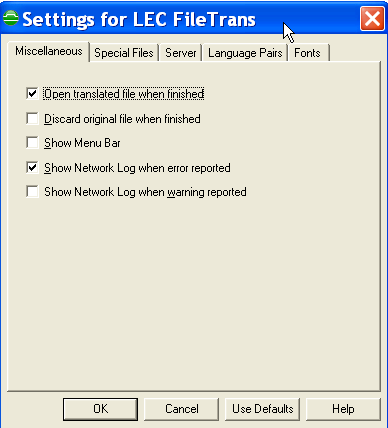 Settings for LEC FileTrans
Miscellaneous Special Files Server Language Pairs Fonts
Open translated file when finished
Discard original file when finished
Show Menu Bar
Show Network Log when error reported
Show Network Log when warning reported
OK Cancel Use Defaults Help